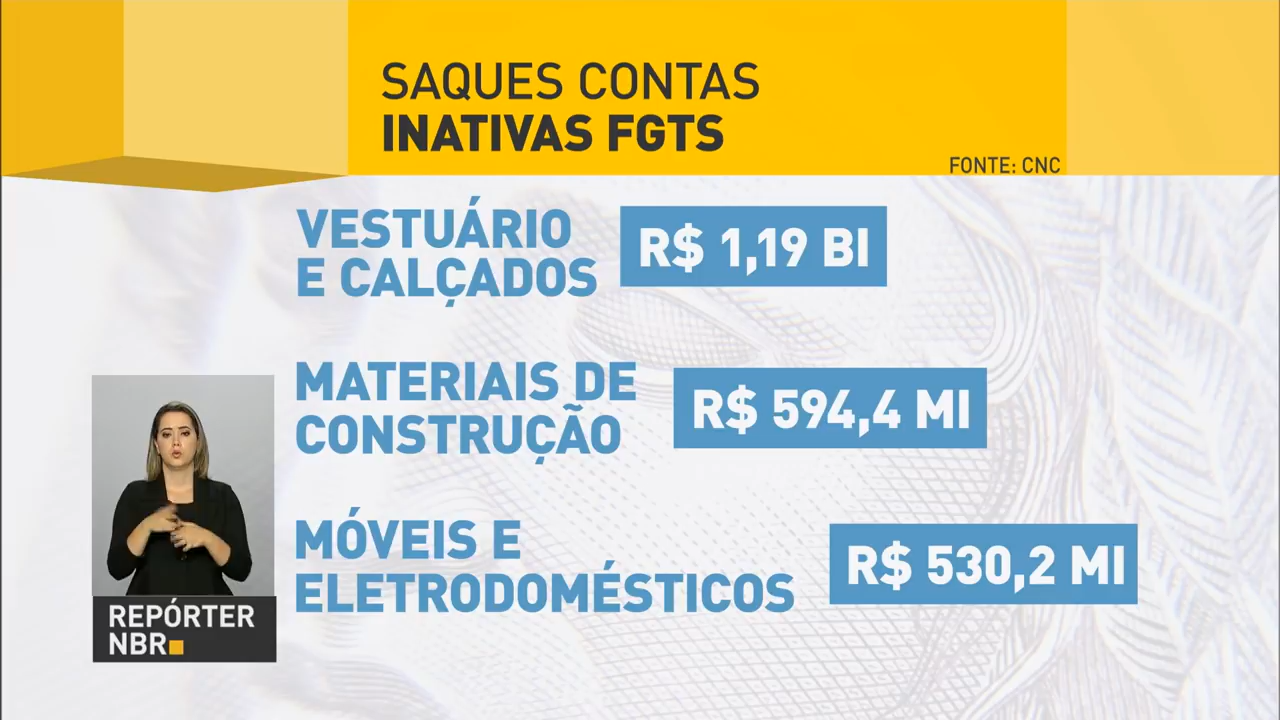 SAQUES CONTAS
INATIVAS FGTS
FONTE: CNC
VESTUÁRIO
E CALÇADOS
R$ 1,19 BI
MATERIAIS DE
CONSTRUÇÃO
R$ 594,4 MI
MÓVEIS E
ELETRODOMÉSTICOS
R$ 530,2 MI
REPÓRTER
NBR